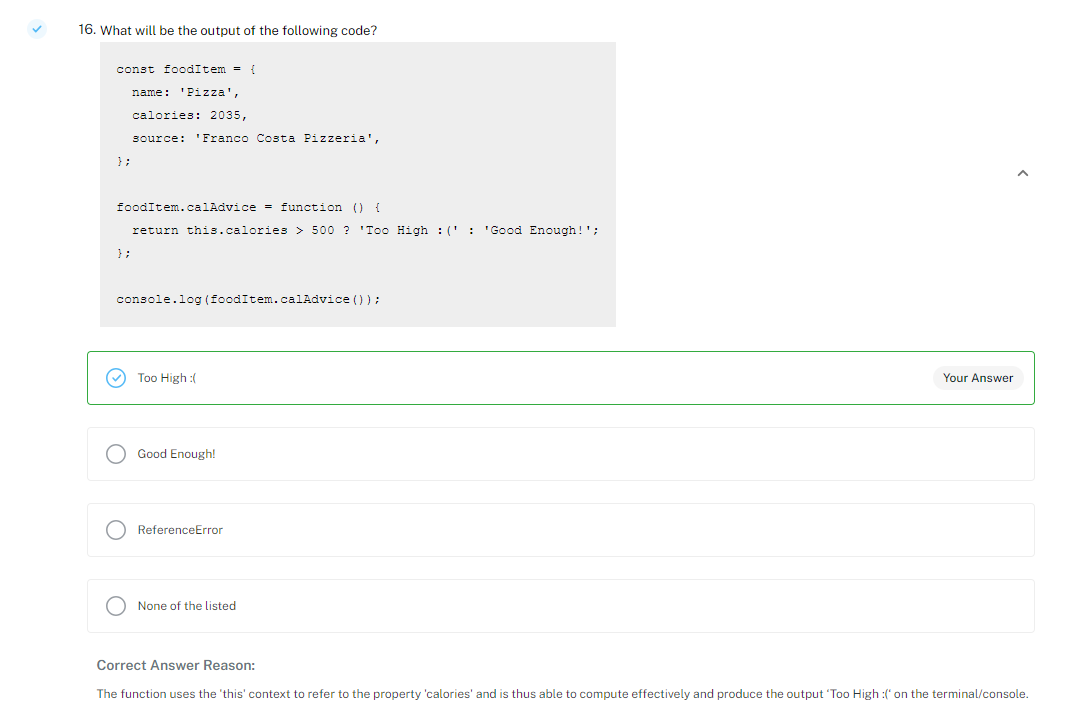 16. What will be the output of the following code?
const foodItem = {
  name: 'Pizza',
  calories: 2035,
  source: 'Franco Costa Pizzeria',
};

foodItem.calAdvice = function () {
  return this.calories > 500 ? 'Too High :(' : 'Good Enough!';
};

console.log(foodItem.calAdvice());
Too High :( Your Answer
Good Enough!
ReferenceError
None of the listed
Correct Answer Reason:
The function uses the 'this' context to refer to the property 'calories' and is thus able to compute effectively and produce the output 'Too High :(' on the terminal/console.